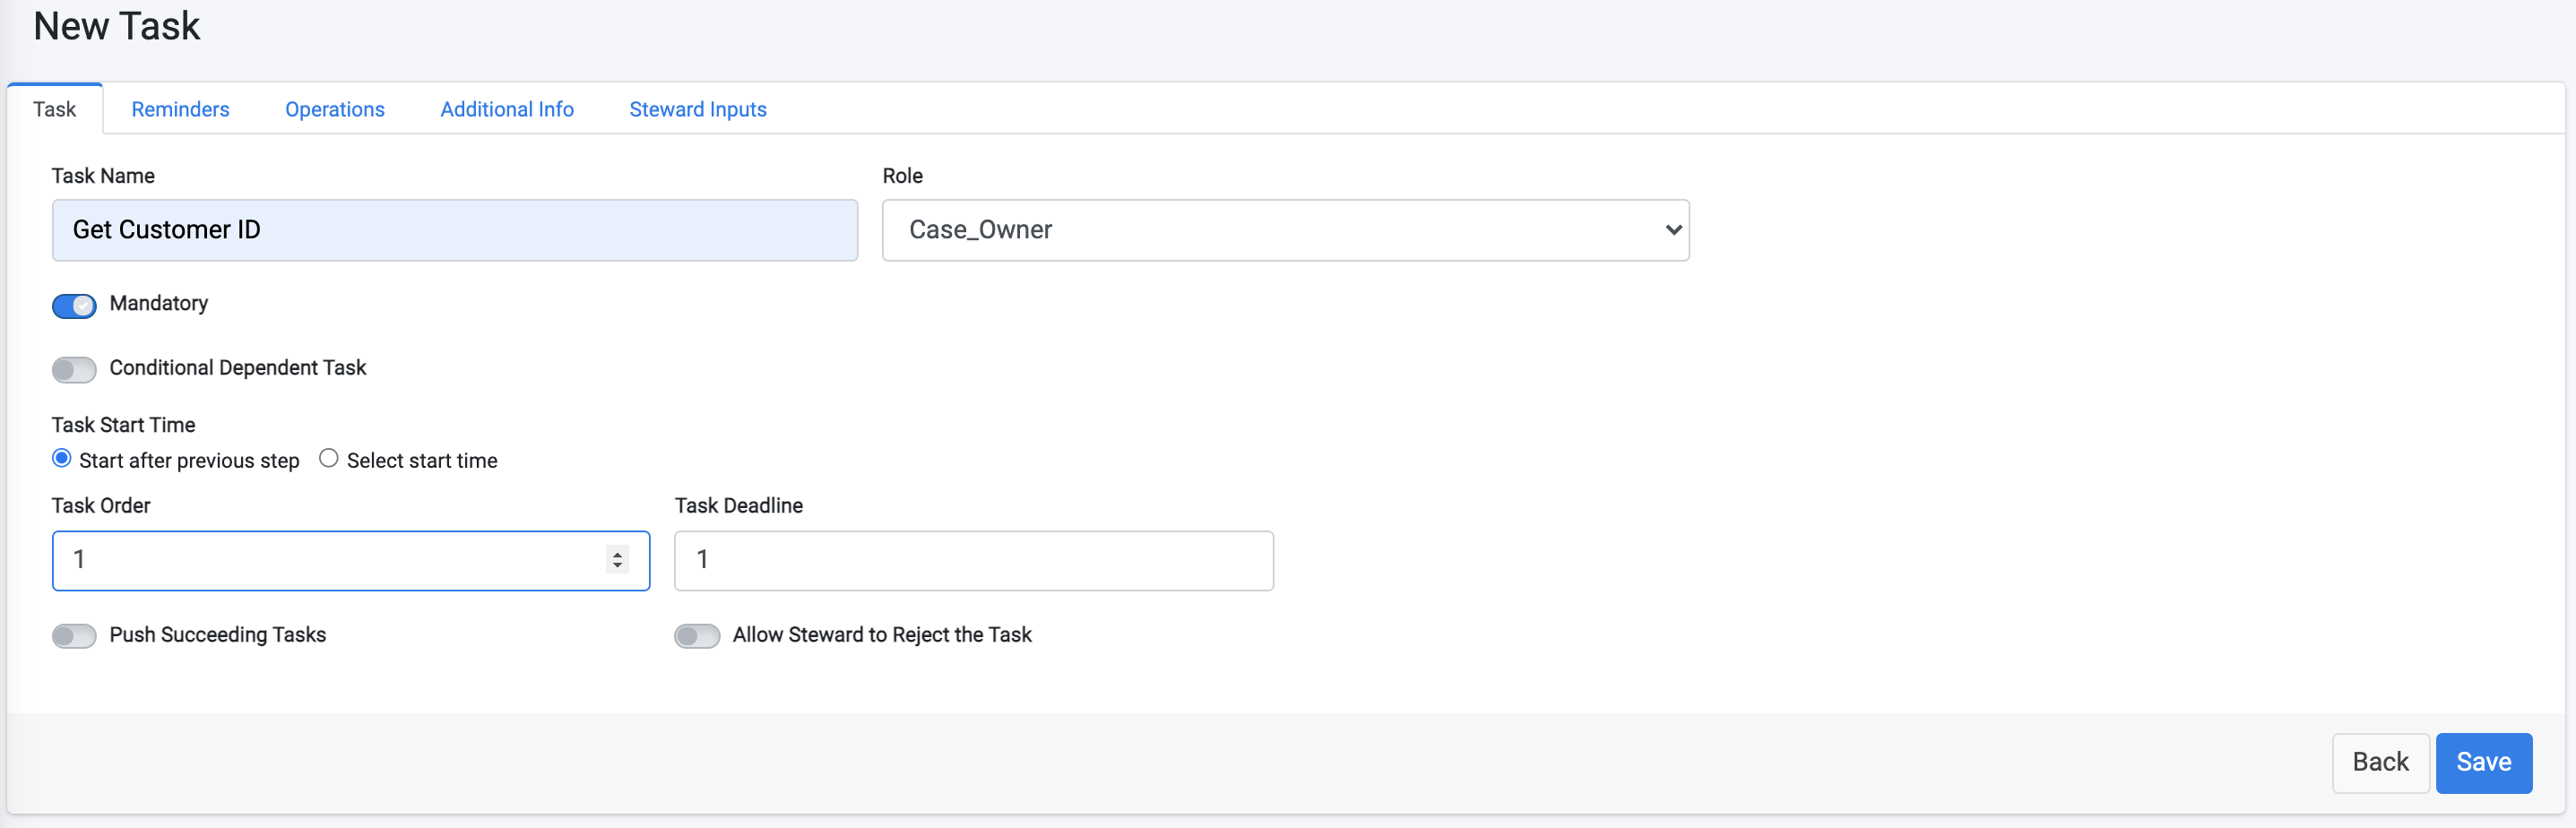 New Task
Task Reminders Operations Additional Info Steward Inputs
Task Name Role
Get Customer ID Case_Owner
Mandatory
Conditional Dependent Task
Task Start Time
Start after previous step Select start time
Task Order Task Deadline
1 1
Push Succeeding Tasks Allow Steward to Reject the Task
Back Save